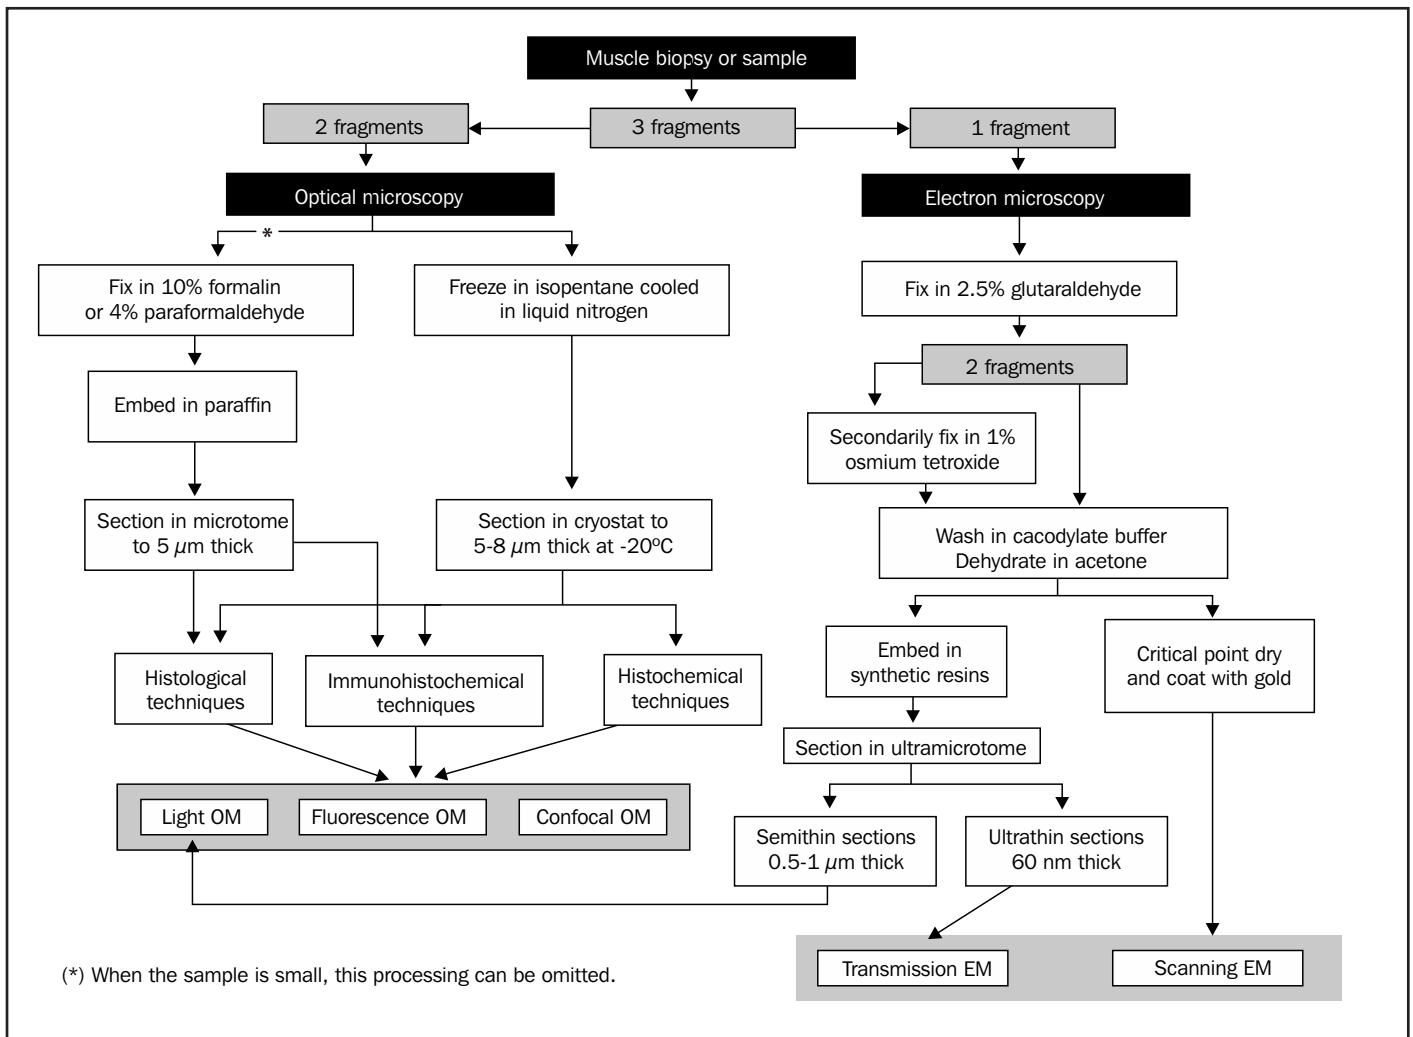 Muscle biopsy or sample
2 fragments
3 fragments
1 fragment
Optical microscopy
Electron microscopy
*
Fix in 10% formalin
or 4% paraformaldehyde
Freeze in isopentane cooled
in liquid nitrogen
Fix in 2.5% glutaraldehyde
2 fragments
Embed in paraffin
Secondarily fix in 1%
osmium tetroxide
Section in microtome
to 5 µm thick
Section in cryostat to
5-8 µm thick at -20ºC
Wash in cacodylate buffer
Dehydrate in acetone
Histological
techniques
Immunohistochemical
techniques
Histochemical
techniques
Embed in
synthetic resins
Critical point dry
and coat with gold
Section in ultramicrotome
Light OM
Fluorescence OM
Confocal OM
Semithin sections
0.5-1 µm thick
Ultrathin sections
60 nm thick
Transmission EM
Scanning EM
(*) When the sample is small, this processing can be omitted.